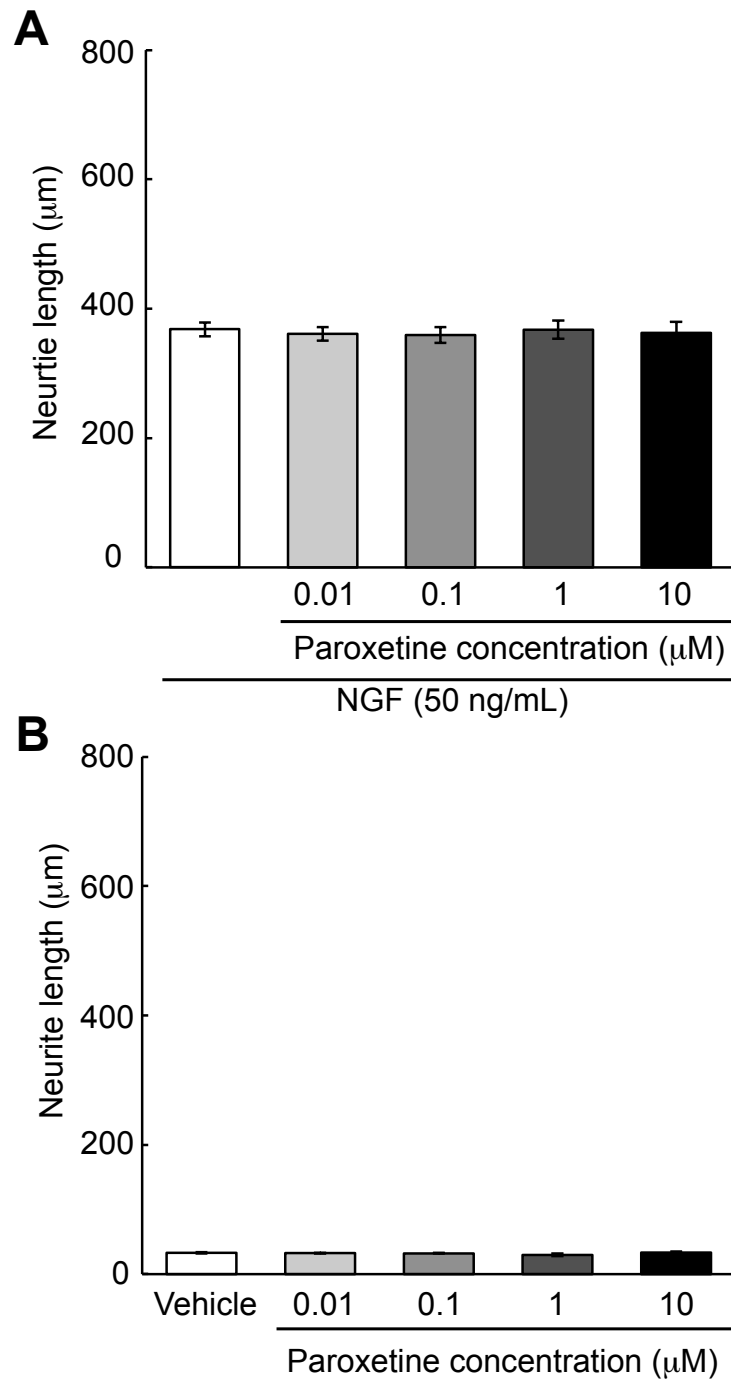 A
800
600
400
200
0
Neurtie length (μm)
0.01 0.1 1 10
Paroxetine concentration (μM)
NGF (50 ng/mL)
B
800
600
400
200
0
Neurite length (μm)
Vehicle 0.01 0.1 1 10
Paroxetine concentration (μM)